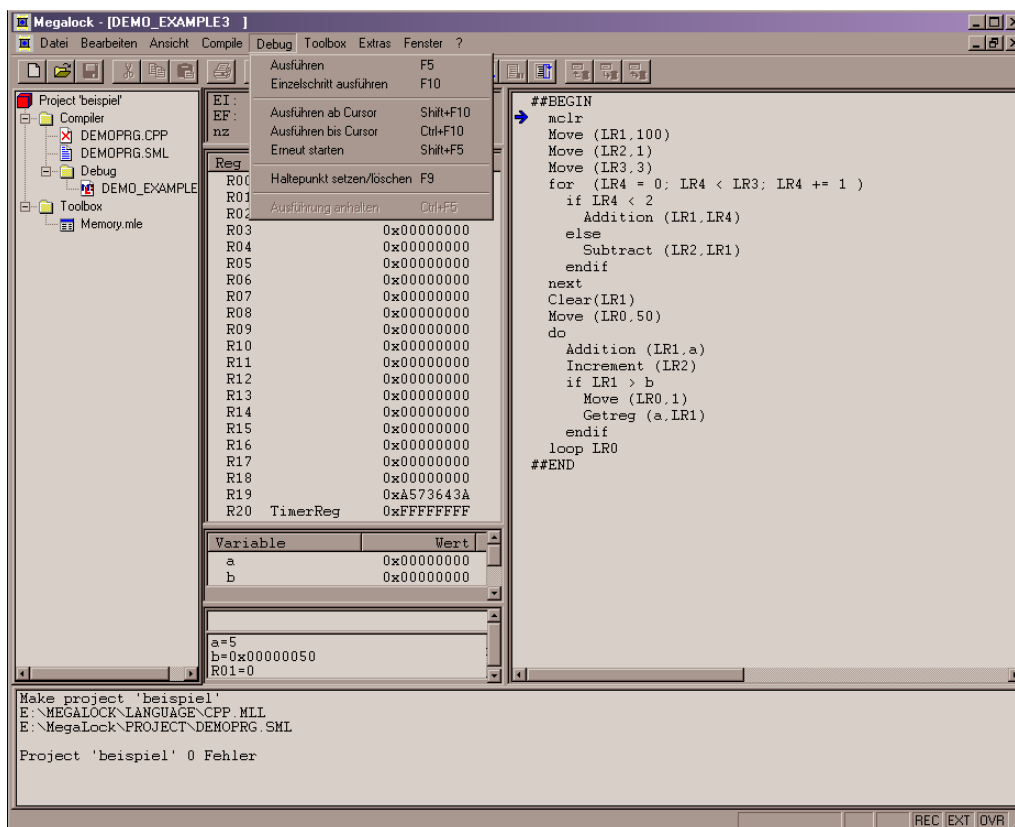 Megalock - [DEMO_EXAMPLE3 ]
Datei Bearbeiten Ansicht Compile Debug Toolbox Extras Fenster ?
Ausführen F5
Einzelschritt ausführen F10
Ausführen ab Cursor Shift+F10
Ausführen bis Cursor Ctrl+F10
Erneut starten Shift+F5
Haltepunkt setzen/löschen F9
Ausführung anhalten Ctrl+F5
Project 'beispiel'
Compiler
DEMOPRG.CPP
DEMOPRG.SML
Debug
DEMO_EXAMPLE
Toolbox
Memory.mle
EI:
EF:
nz
Reg
R00
R01
R02
R03 0x00000000
R04 0x00000000
R05 0x00000000
R06 0x00000000
R07 0x00000000
R08 0x00000000
R09 0x00000000
R10 0x00000000
R11 0x00000000
R12 0x00000000
R13 0x00000000
R14 0x00000000
R15 0x00000000
R16 0x00000000
R17 0x00000000
R18 0x00000000
R19 0xA573643A
R20 TimerReg 0xFFFFFFFF
Variable Wert
a 0x00000000
b 0x00000000
a=5
b=0x00000050
R01=0
##BEGIN
mclr
Move (LR1,100)
Move (LR2,1)
Move (LR3,3)
for (LR4 = 0; LR4 < LR3; LR4 += 1 )
if LR4 < 2
Addition (LR1,LR4)
else
Subtract (LR2,LR1)
endif
next
Clear(LR1)
Move (LR0,50)
do
Addition (LR1,a)
Increment (LR2)
if LR1 > b
Move (LR0,1)
Getreg (a,LR1)
endif
loop LR0
##END
Make project 'beispiel'
E:\MEGALOCK\LANGUAGE\CPP.MLL
E:\MegaLock\PROJECT\DEMOPRG.SML
Project 'beispiel' 0 Fehler
REC EXT OVR